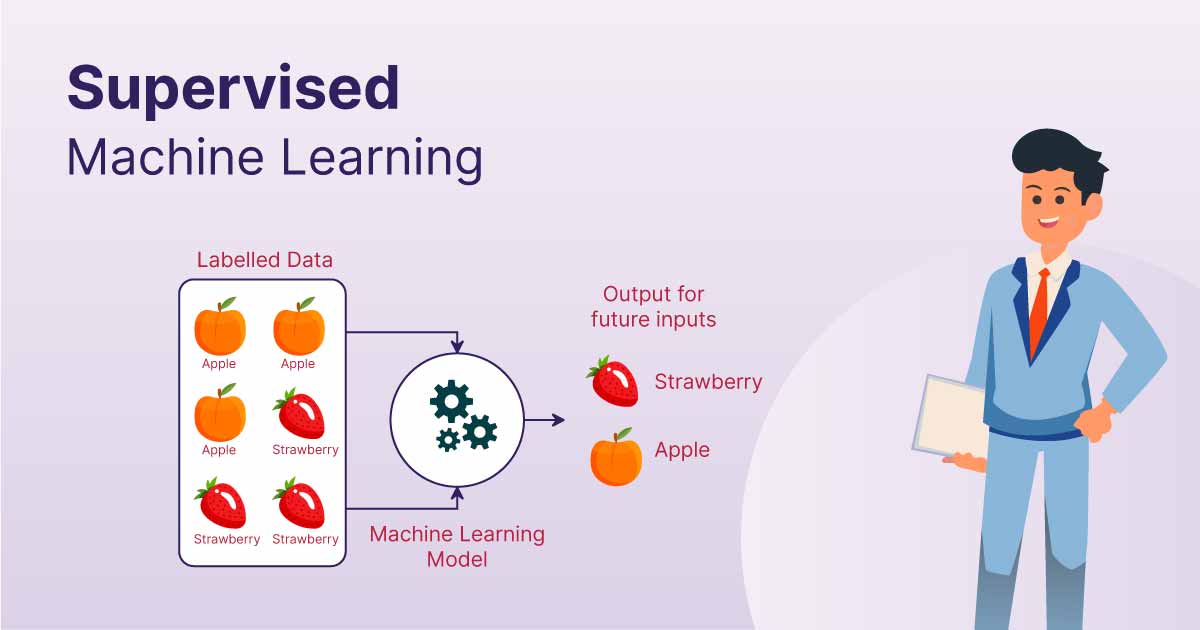 Supervised
Machine Learning
Labelled Data
Apple Apple
Apple Strawberry
Strawberry Strawberry
Machine Learning
Model
Output for
future inputs
Strawberry
Apple